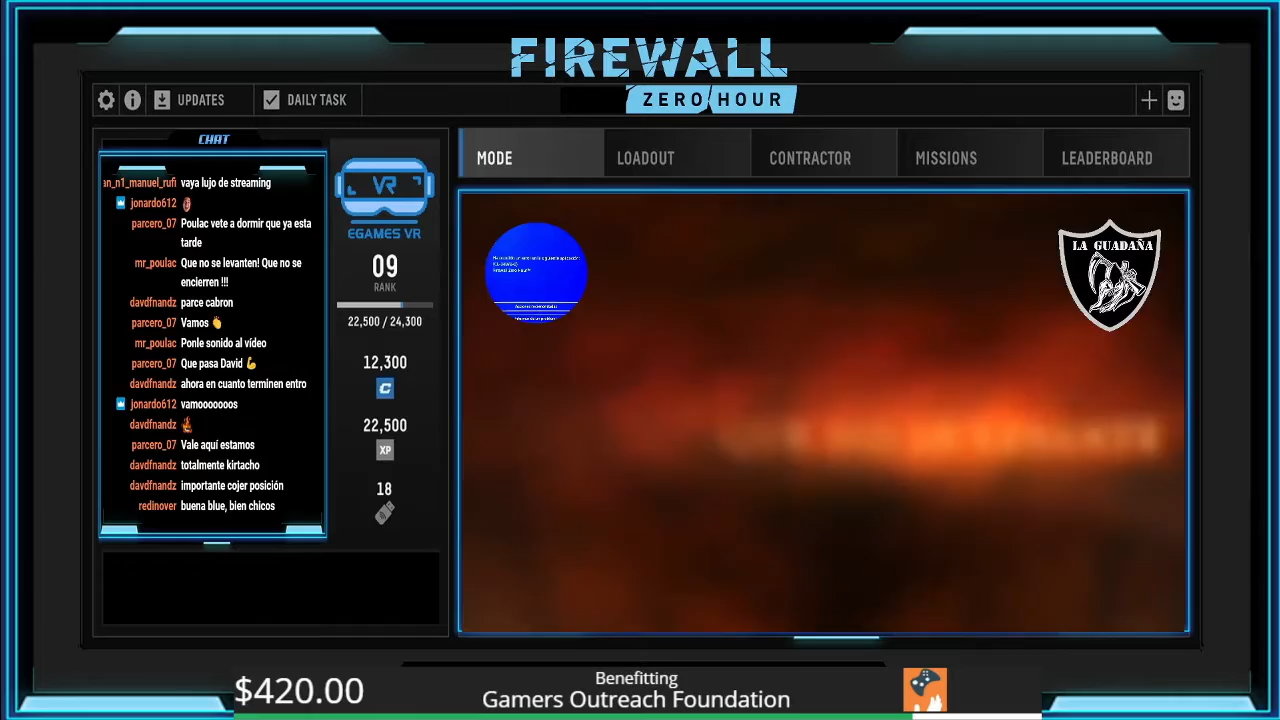 FIREWALL
ZERO HOUR
UPDATES
DAILY TASK
CHAT
an_n1_manuel_rufi vaya lujo de streaming
jonardo612
parcero_07 Poulac vete a dormir que ya esta
tarde
mr_poulac Que no se levanten! Que no se
encierren !!!
davdfnandz parce cabron
parcero_07 Vamos 👏
mr_poulac Ponle sonido al vídeo
parcero_07 Que pasa David 💪
davdfnandz ahora en cuanto terminen entro
jonardo612 vamooooooos
davdfnandz
parcero_07 Vale aquí estamos
davdfnandz totalmente kirtacho
davdfnandz importante cojer posición
redinover buena blue, bien chicos
VR
EGAMES VR
09
RANK
22,500 / 24,300
12,300
C
22,500
XP
18
MODE
LOADOUT
CONTRACTOR
MISSIONS
LEADERBOARD
LA GUADAÑA
$420.00
Benefitting
Gamers Outreach Foundation